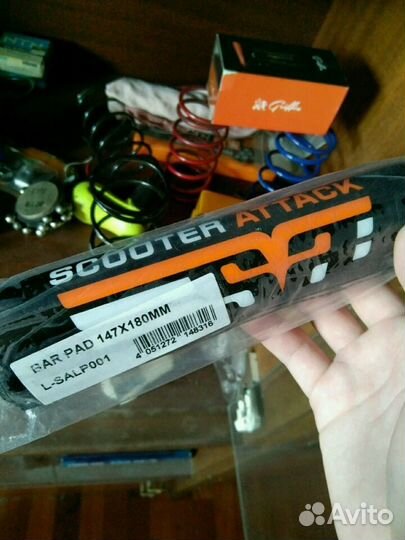 SCOOTER ATTACK
BAR PAD 147X180MM
L-SALP001
4 051272 148316
Avito